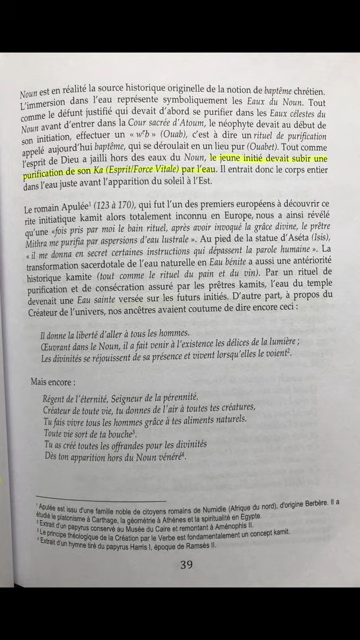 Noun est en réalité la source historique originelle de la notion de baptême chrétien.
L'immersion dans l'eau représente symboliquement les Eaux du Noun. Tout
comme le défunt justifié qui devait d'abord se purifier dans les Eaux célestes du
Noun avant d'entrer dans la Cour sacrée d'Atoum, le néophyte devait au début de
son initiation, effectuer un « wʿb » (Ouab), c'est à dire un rituel de purification
appelé aujourd'hui baptême, qui se déroulait en un lieu pur (Ouabet). Tout comme
l'esprit de Dieu a jailli hors des eaux du Noun, le jeune initié devait subir une
purification de son Ka (Esprit/Force Vitale) par l'eau. Il entrait donc le corps entier
dans l'eau juste avant l'apparition du soleil à l'Est.
Le romain Apulée¹ (123 à 170), qui fut l'un des premiers européens à découvrir ce
rite initiatique kamit alors totalement inconnu en Europe, nous a ainsi révélé
qu'une «fois pris par moi le bain rituel, après avoir invoqué la grâce divine, le prêtre
Mithra me purifia par aspersions d'eau lustrale ». Au pied de la statue d'Aséta (Isis),
« il me donna en secret certaines instructions qui dépassent la parole humaine ». La
transformation sacerdotale de l'eau naturelle en Eau bénite a aussi une antériorité
historique kamite (tout comme le rituel du pain et du vin). Par un rituel de
purification et de consécration assuré par les prêtres kamits, l'eau du temple
devenait une Eau sainte versée sur les futurs initiés. D'autre part, à propos du
Créateur de l'univers, nos ancêtres avaient coutume de dire encore ceci :
Il donne la liberté d'aller à tous les hommes.
Œuvrant dans le Noun, il a fait venir à l'existence les délices de la lumière ;
Les divinités se réjouissent de sa présence et vivent lorsqu'elles le voient².
Mais encore :
Régent de l'éternité, Seigneur de la pérennité.
Créateur de toute vie, tu donnes de l'air à toutes tes créatures,
Tu fais vivre tous les hommes grâce à tes aliments naturels.
Toute vie sort de ta bouche³.
Tu as créé toutes les offrandes pour les divinités
Dès ton apparition hors du Noun vénéré⁴.
¹ Apulée est issu d'une famille noble de citoyens romains de Numidie (Afrique du nord), d'origine Berbère. Il a
étudié le platonisme à Carthage, la géométrie à Athènes et la spiritualité en Egypte.
² Extrait d'un papyrus conservé au Musée du Caire et remontant à Aménophis II.
³ Le principe théologique de la Création par le Verbe est fondamentalement un concept kamit.
⁴ Extrait d'un hymne tiré du papyrus Harris I, époque de Ramsès II.
39